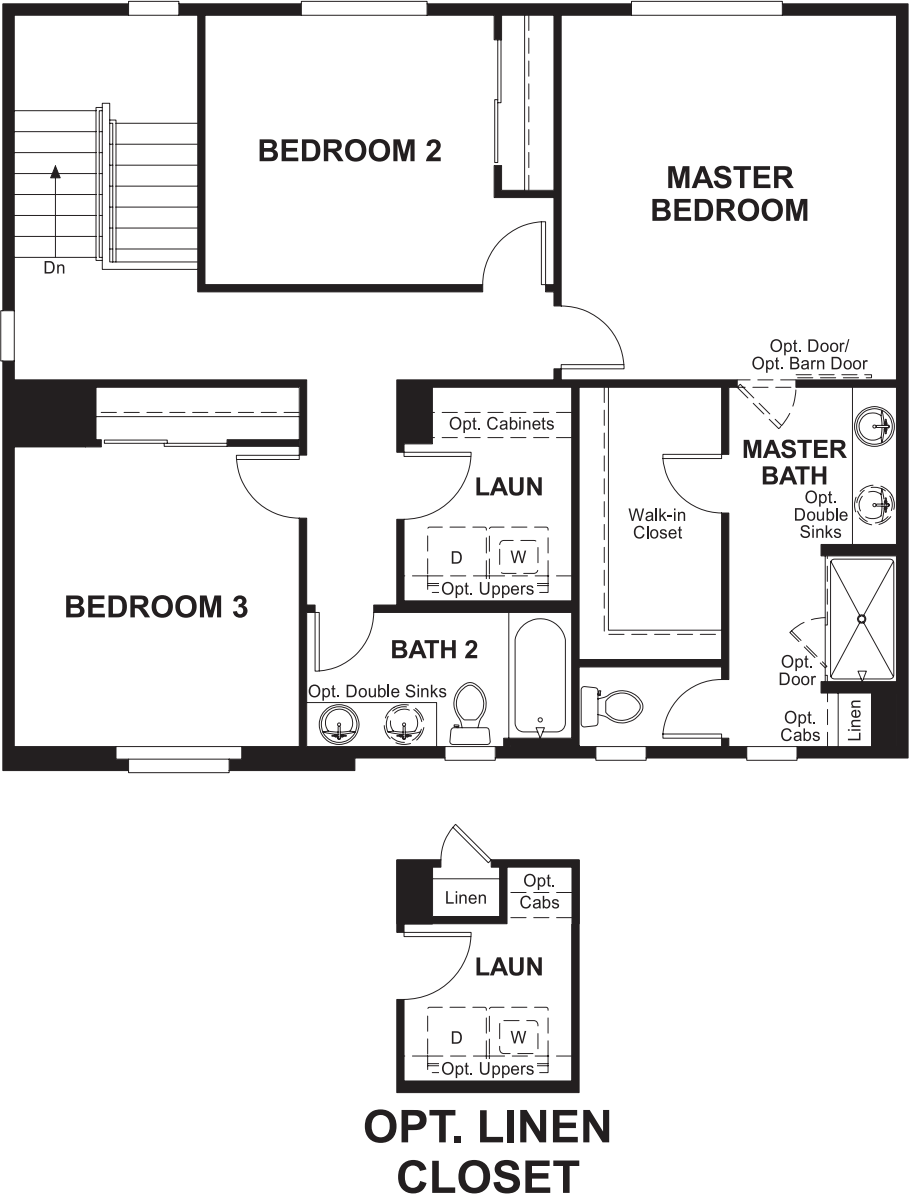 BEDROOM 2
MASTER
BEDROOM
Dn
Opt. Door/
Opt. Barn Door
Opt. Cabinets
LAUN
D
W
Opt. Uppers
Walk-in
Closet
MASTER
BATH
Opt.
Double
Sinks
BEDROOM 3
BATH 2
Opt. Double Sinks
Opt.
Door
Opt.
Cabs
Linen
Linen
Opt.
Cabs
LAUN
D
W
Opt. Uppers
OPT. LINEN
CLOSET